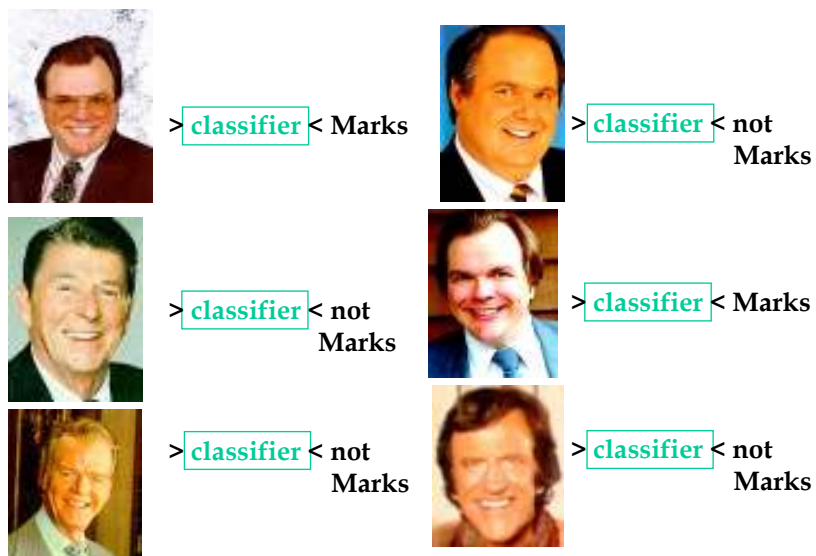 > classifier < Marks
> classifier < not
Marks
> classifier < not
Marks
> classifier < Marks
> classifier < not
Marks
> classifier < not
Marks